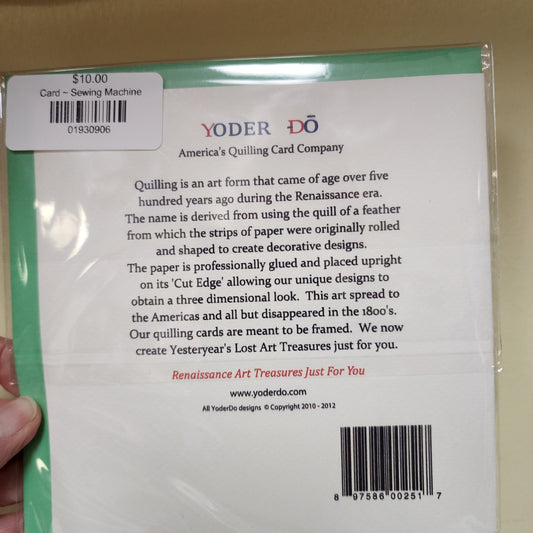 $10.00
Card ~ Sewing Machine
01930906
YODER DŌ
America's Quilling Card Company
Quilling is an art form that came of age over five
hundred years ago during the Renaissance era.
The name is derived from using the quill of a feather
from which the strips of paper were originally rolled
and shaped to create decorative designs.
The paper is professionally glued and placed upright
on its 'Cut Edge' allowing our unique designs to
obtain a three dimensional look. This art spread to
the Americas and all but disappeared in the 1800's.
Our quilling cards are meant to be framed. We now
create Yesteryear's Lost Art Treasures just for you.
Renaissance Art Treasures Just For You
www.yoderdo.com
All YoderDo designs © Copyright 2010 - 2012
8 97586 00251 7